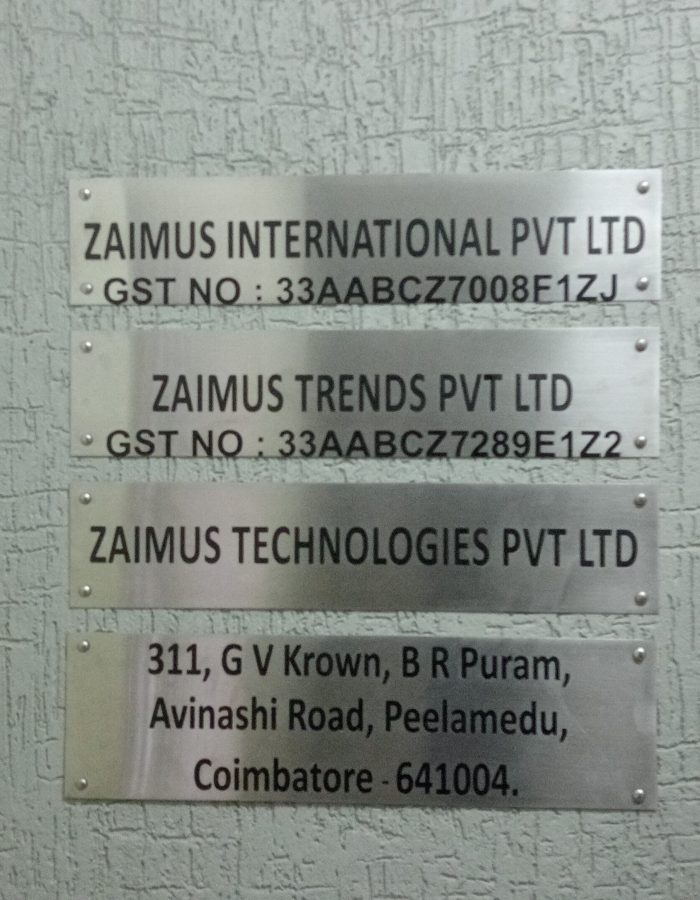 ZAIMUS INTERNATIONAL PVT LTD
GST NO : 33AABCZ7008F1ZJ
ZAIMUS TRENDS PVT LTD
GST NO : 33AABCZ7289E1Z2
ZAIMUS TECHNOLOGIES PVT LTD
311, G V Krown, B R Puram,
Avinashi Road, Peelamedu,
Coimbatore - 641004.